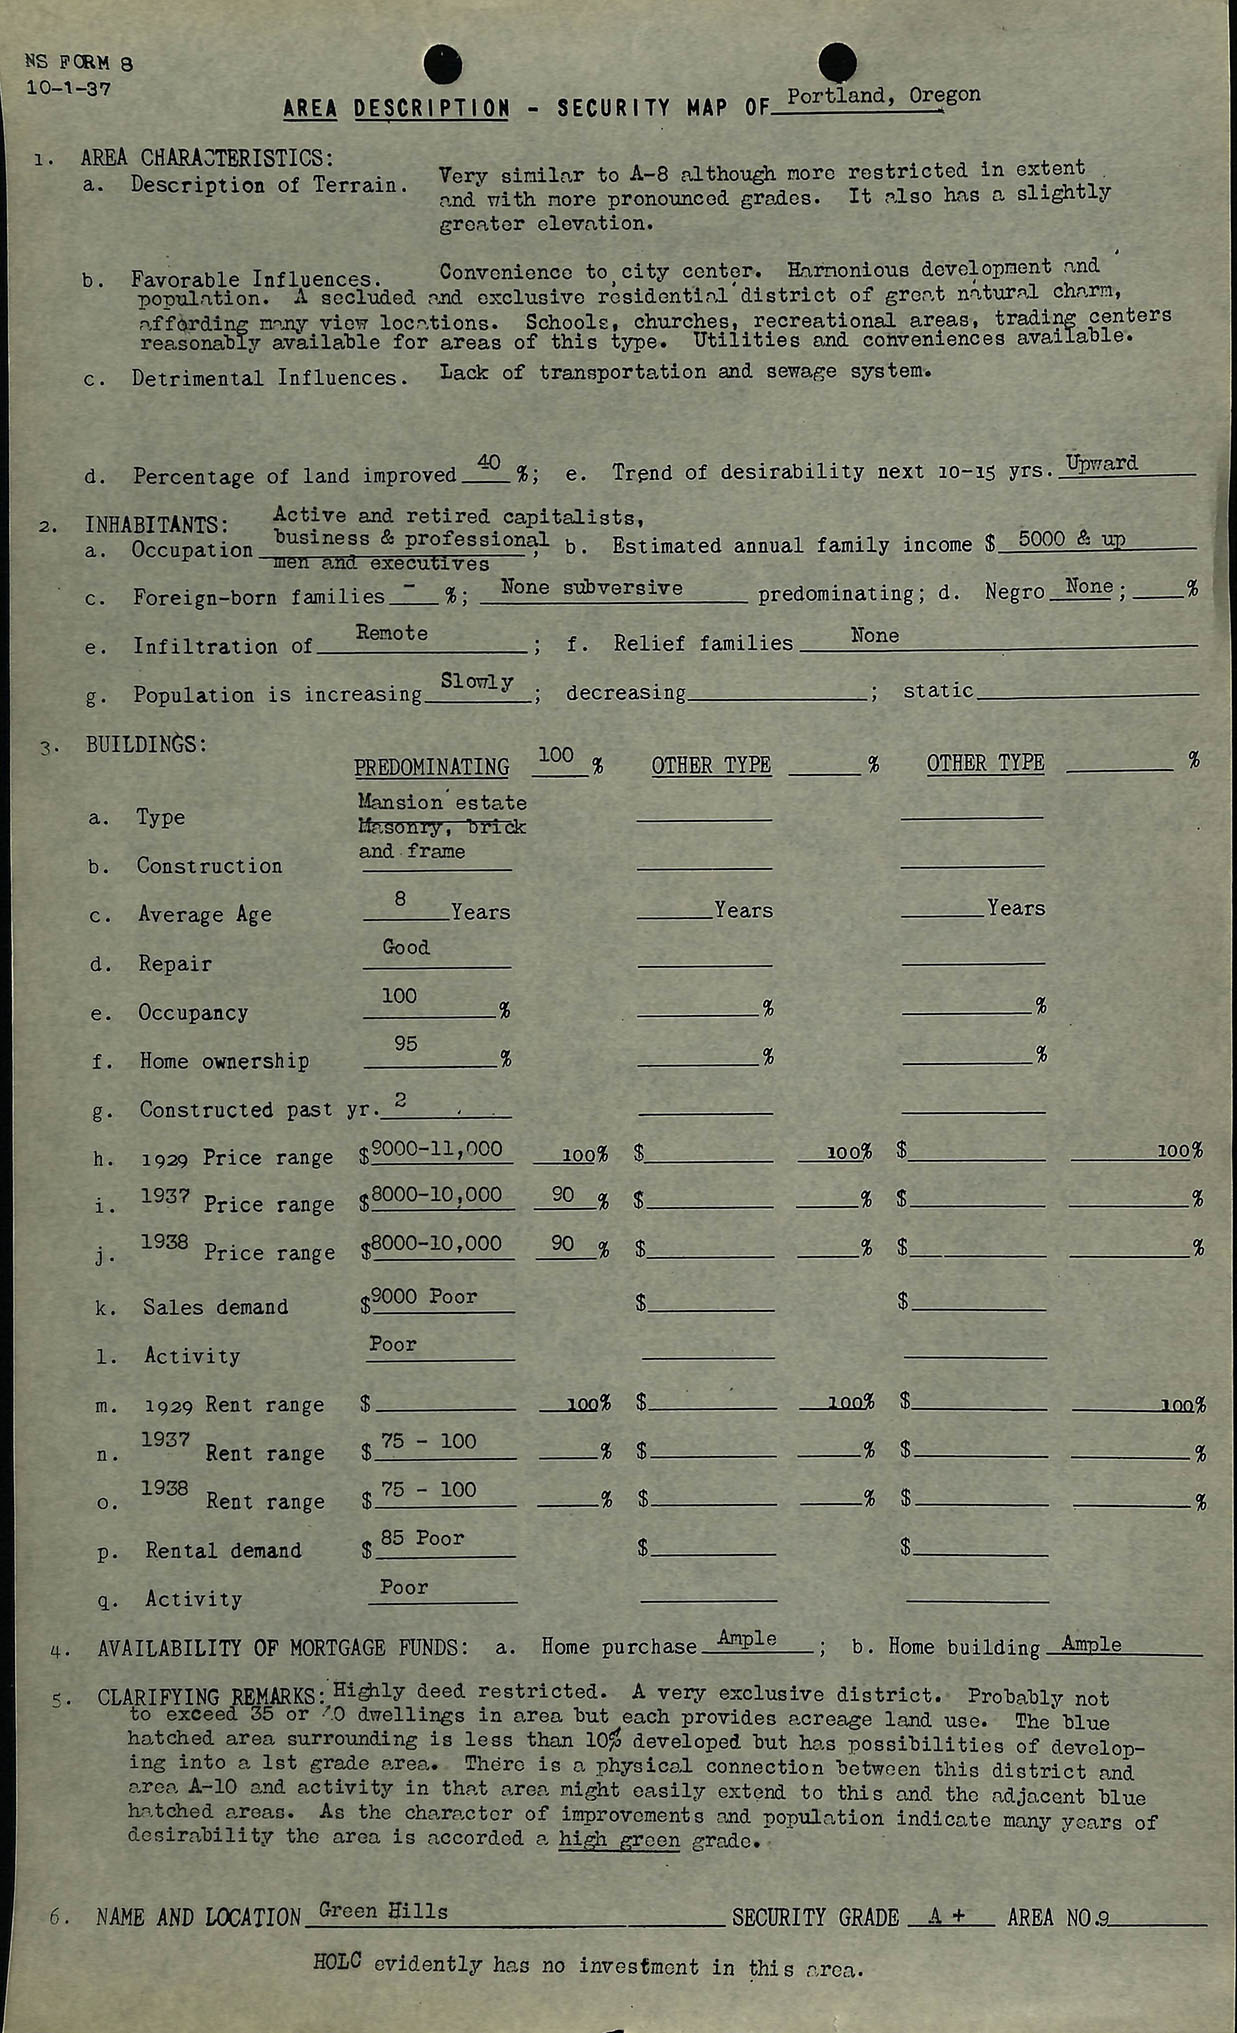 NS FORM 8
10-1-37
AREA DESCRIPTION - SECURITY MAP OF Portland, Oregon
1. AREA CHARACTERISTICS:
a. Description of Terrain. Very similar to A-8 although more restricted in extent
and with more pronounced grades. It also has a slightly
greater elevation.
b. Favorable Influences. Convenience to city center. Harmonious development and
population. A secluded and exclusive residential district of great natural charm,
affording many view locations. Schools, churches, recreational areas, trading centers
reasonably available for areas of this type. Utilities and conveniences available.
c. Detrimental Influences. Lack of transportation and sewage system.
d. Percentage of land improved 40 %; e. Trend of desirability next 10-15 yrs. Upward
2. INHABITANTS: Active and retired capitalists,
a. Occupation business & professional men and executives; b. Estimated annual family income $ 5000 & up
c. Foreign-born families - %; None subversive predominating; d. Negro None; %
e. Infiltration of Remote; f. Relief families None
g. Population is increasing Slowly; decreasing ; static
3. BUILDINGS:
PREDOMINATING 100 % OTHER TYPE % OTHER TYPE %
a. Type Mansion estate
Masonry, brick
b. Construction and frame
c. Average Age 8 Years Years Years
d. Repair Good
e. Occupancy 100 % % %
f. Home ownership 95 % % %
g. Constructed past yr. 2
h. 1929 Price range $9000-11,000 100% $ 100% $ 100%
i. 1937 Price range $8000-10,000 90 % $ % $ %
j. 1938 Price range $8000-10,000 90 % $ % $ %
k. Sales demand $9000 Poor $ $
l. Activity Poor
m. 1929 Rent range $ 100% $ 100% $ 100%
n. 1937 Rent range $ 75 - 100 % $ % $ %
o. 1938 Rent range $ 75 - 100 % $ % $ %
p. Rental demand $ 85 Poor $ $
q. Activity Poor
4. AVAILABILITY OF MORTGAGE FUNDS: a. Home purchase Ample; b. Home building Ample
5. CLARIFYING REMARKS: Highly deed restricted. A very exclusive district. Probably not
to exceed 35 or 40 dwellings in area but each provides acreage land use. The blue
hatched area surrounding is less than 10% developed but has possibilities of develop-
ing into a 1st grade area. There is a physical connection between this district and
area A-10 and activity in that area might easily extend to this and the adjacent blue
hatched areas. As the character of improvements and population indicate many years of
desirability the area is accorded a high green grade.
6. NAME AND LOCATION Green Hills SECURITY GRADE A + AREA NO. 9
HOLC evidently has no investment in this area.